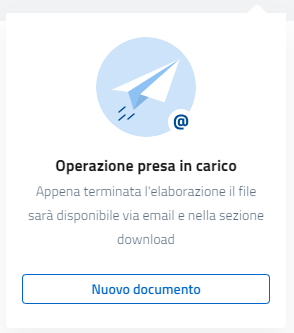 @
Operazione presa in carico
Appena terminata l'elaborazione il file
sarà disponibile via email e nella sezione
download
Nuovo documento